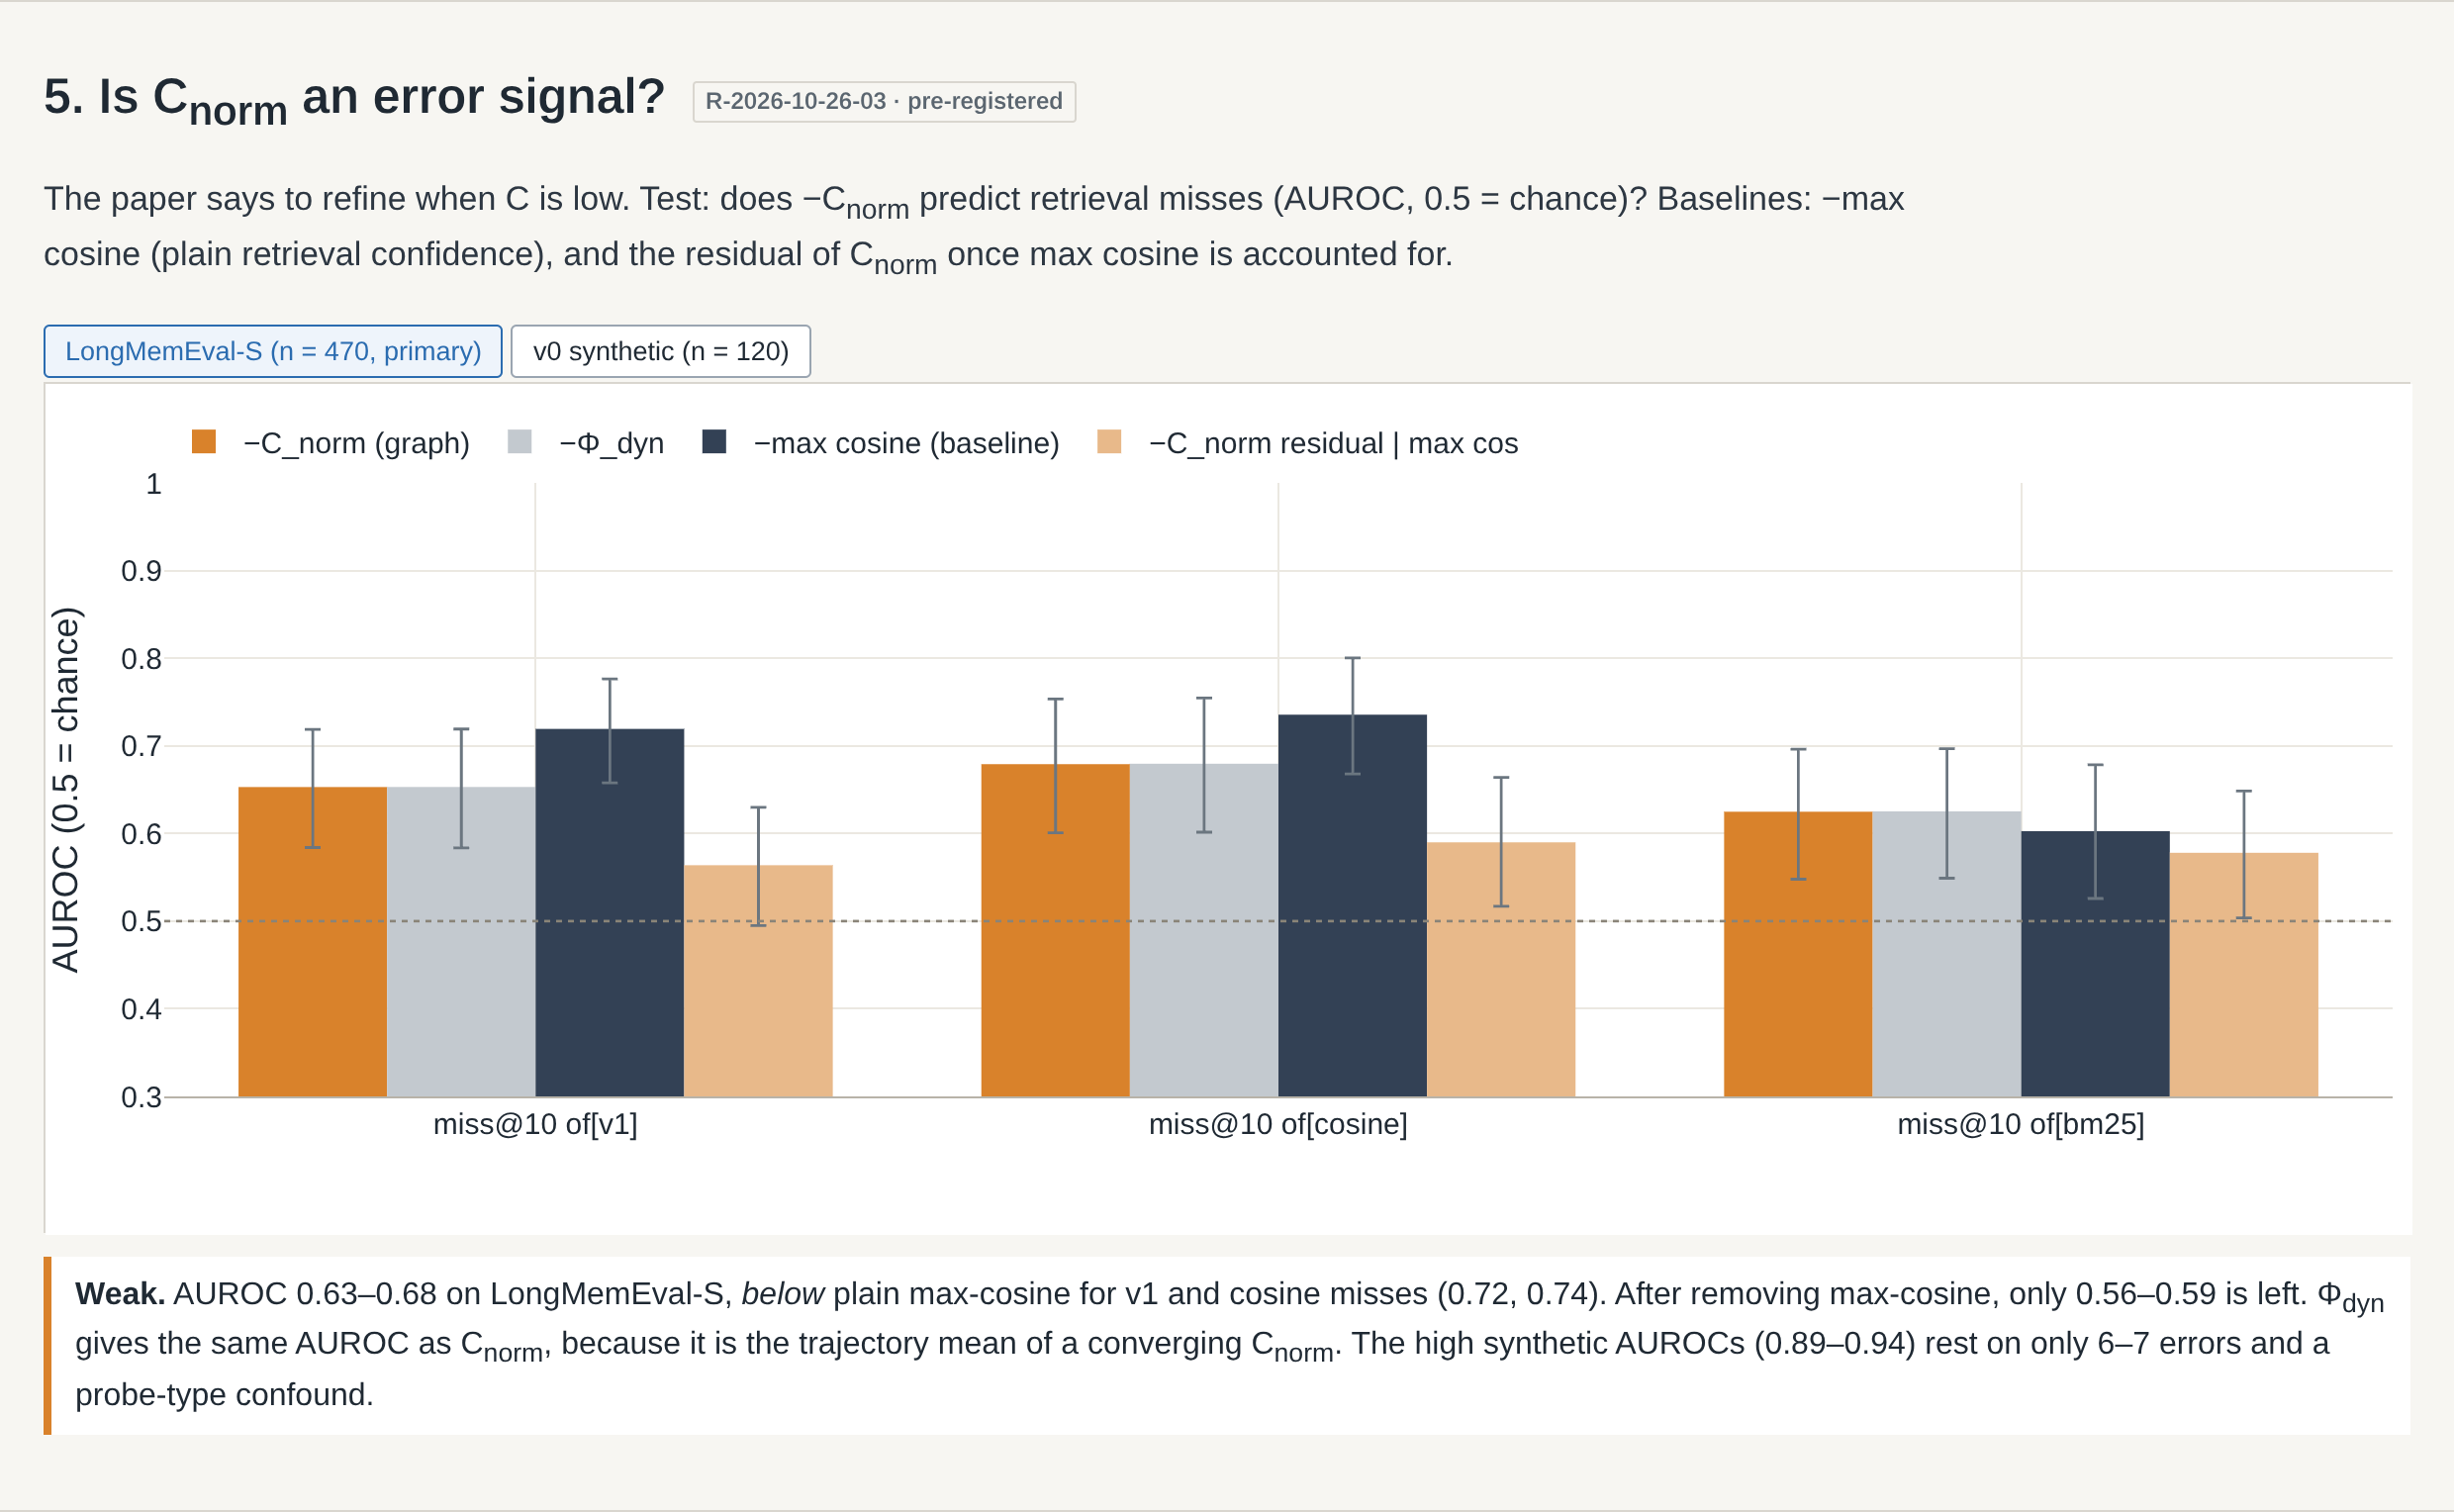 5. Is Cnorm an error signal? R-2026-10-26-03 · pre-registered
The paper says to refine when C is low. Test: does −Cnorm predict retrieval misses (AUROC, 0.5 = chance)? Baselines: −max
cosine (plain retrieval confidence), and the residual of Cnorm once max cosine is accounted for.
LongMemEval-S (n = 470, primary) v0 synthetic (n = 120)
−C_norm (graph) −Φ_dyn −max cosine (baseline) −C_norm residual | max cos
AUROC (0.5 = chance)
1
0.9
0.8
0.7
0.6
0.5
0.4
0.3
miss@10 of[v1] miss@10 of[cosine] miss@10 of[bm25]
Weak. AUROC 0.63–0.68 on LongMemEval-S, below plain max-cosine for v1 and cosine misses (0.72, 0.74). After removing max-cosine, only 0.56–0.59 is left. Φdyn
gives the same AUROC as Cnorm, because it is the trajectory mean of a converging Cnorm. The high synthetic AUROCs (0.89–0.94) rest on only 6–7 errors and a
probe-type confound.